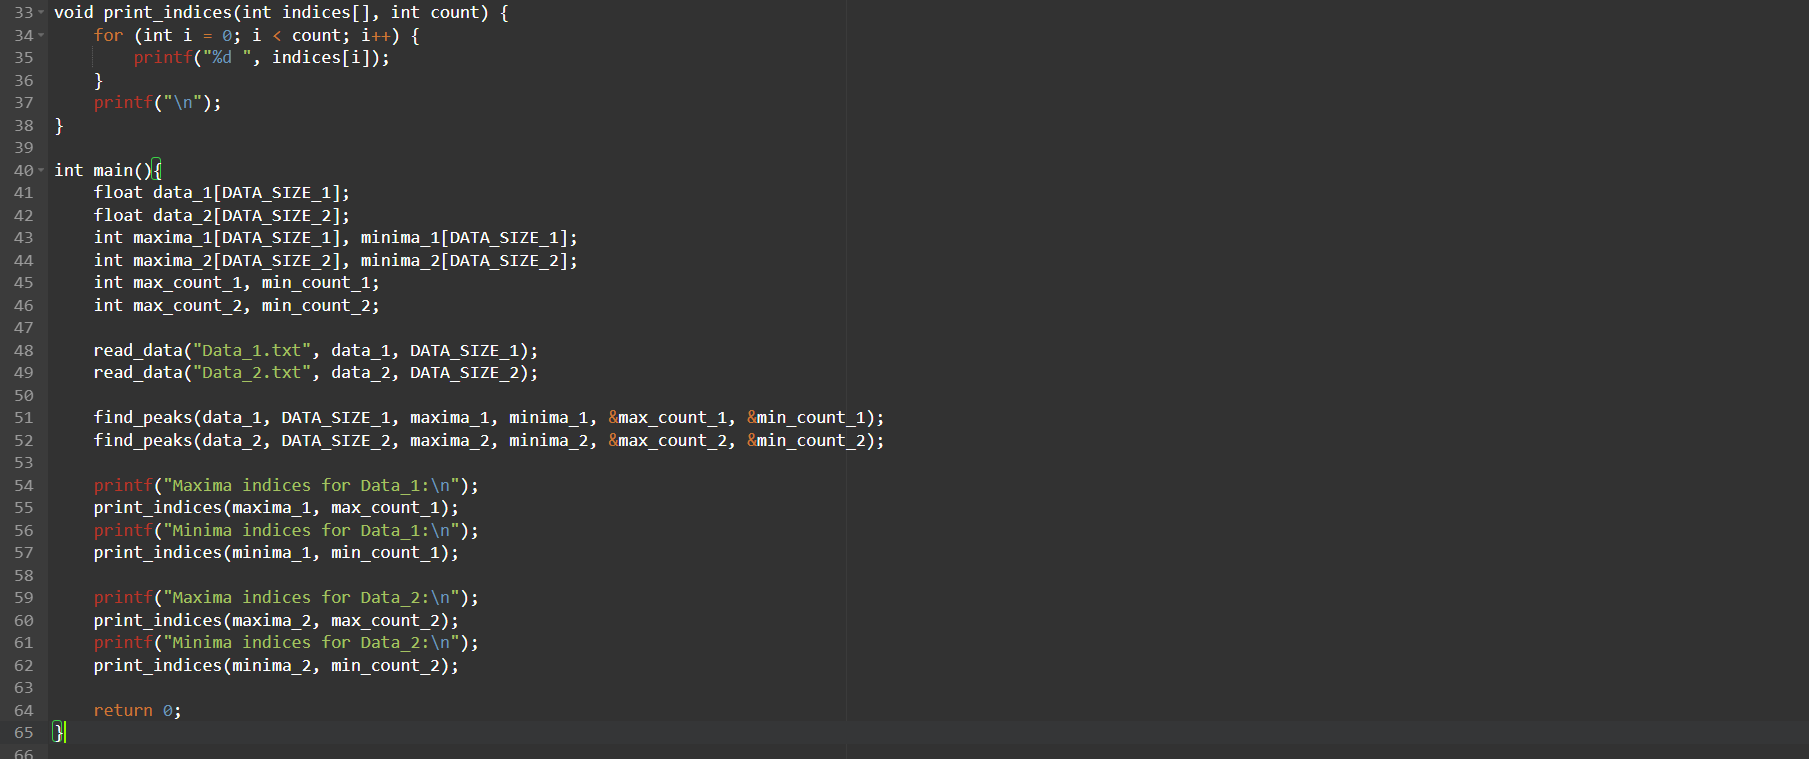 33 void print_indices(int indices[], int count) {
34     for (int i = 0; i < count; i++) {
35         printf("%d ", indices[i]);
36     }
37     printf("\n");
38 }
39
40 int main(){
41     float data_1[DATA_SIZE_1];
42     float data_2[DATA_SIZE_2];
43     int maxima_1[DATA_SIZE_1], minima_1[DATA_SIZE_1];
44     int maxima_2[DATA_SIZE_2], minima_2[DATA_SIZE_2];
45     int max_count_1, min_count_1;
46     int max_count_2, min_count_2;
47
48     read_data("Data_1.txt", data_1, DATA_SIZE_1);
49     read_data("Data_2.txt", data_2, DATA_SIZE_2);
50
51     find_peaks(data_1, DATA_SIZE_1, maxima_1, minima_1, &max_count_1, &min_count_1);
52     find_peaks(data_2, DATA_SIZE_2, maxima_2, minima_2, &max_count_2, &min_count_2);
53
54     printf("Maxima indices for Data_1:\n");
55     print_indices(maxima_1, max_count_1);
56     printf("Minima indices for Data_1:\n");
57     print_indices(minima_1, min_count_1);
58
59     printf("Maxima indices for Data_2:\n");
60     print_indices(maxima_2, max_count_2);
61     printf("Minima indices for Data_2:\n");
62     print_indices(minima_2, min_count_2);
63
64     return 0;
65 }
66